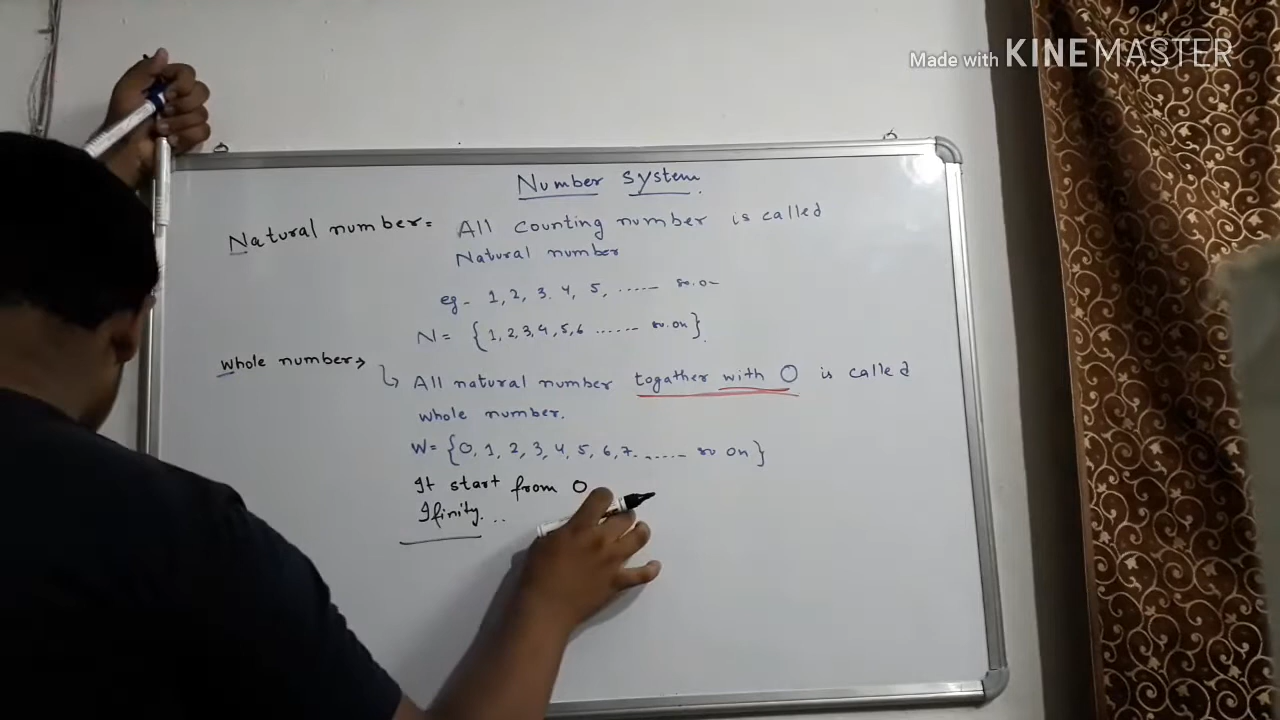 Made with KINEMASTER
Number system
Natural number = All counting number is called
Natural number
eg - 1, 2, 3, 4, 5, ...... so.on
N = {1, 2, 3, 4, 5, 6 ...... so.on}.
Whole number → All natural number togather with 0 is called
whole number.
W = {0, 1, 2, 3, 4, 5, 6, 7, ...... so on}
It start from 0
Ifinity...